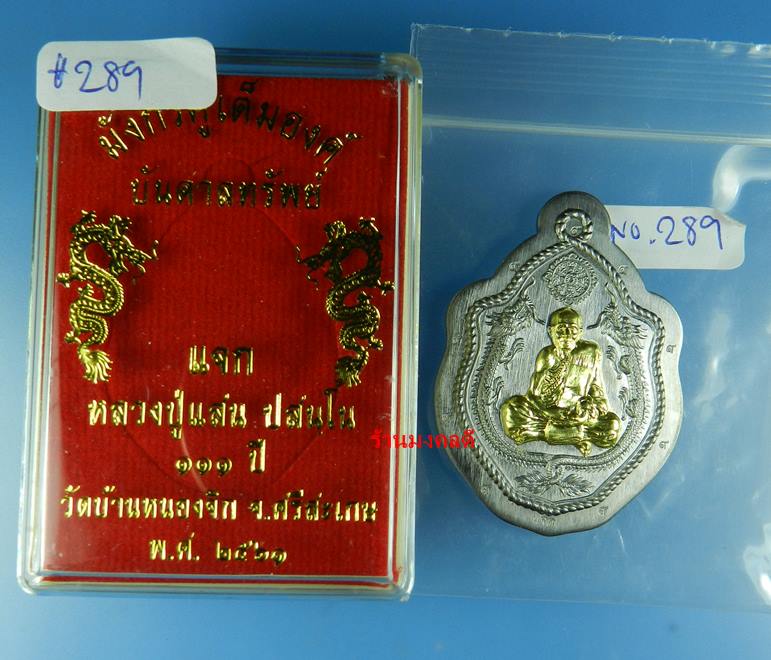 #289
มังกรคู่เต็มองค์
บันดาลทรัพย์
แจก
หลวงปู่แสน ปสนฺโน
๑๑๑ ปี
วัดบ้านหนองจิก จ.ศรีสะเกษ
พ.ศ. ๒๕๖๑
ร้านมงคลดี
NO.289